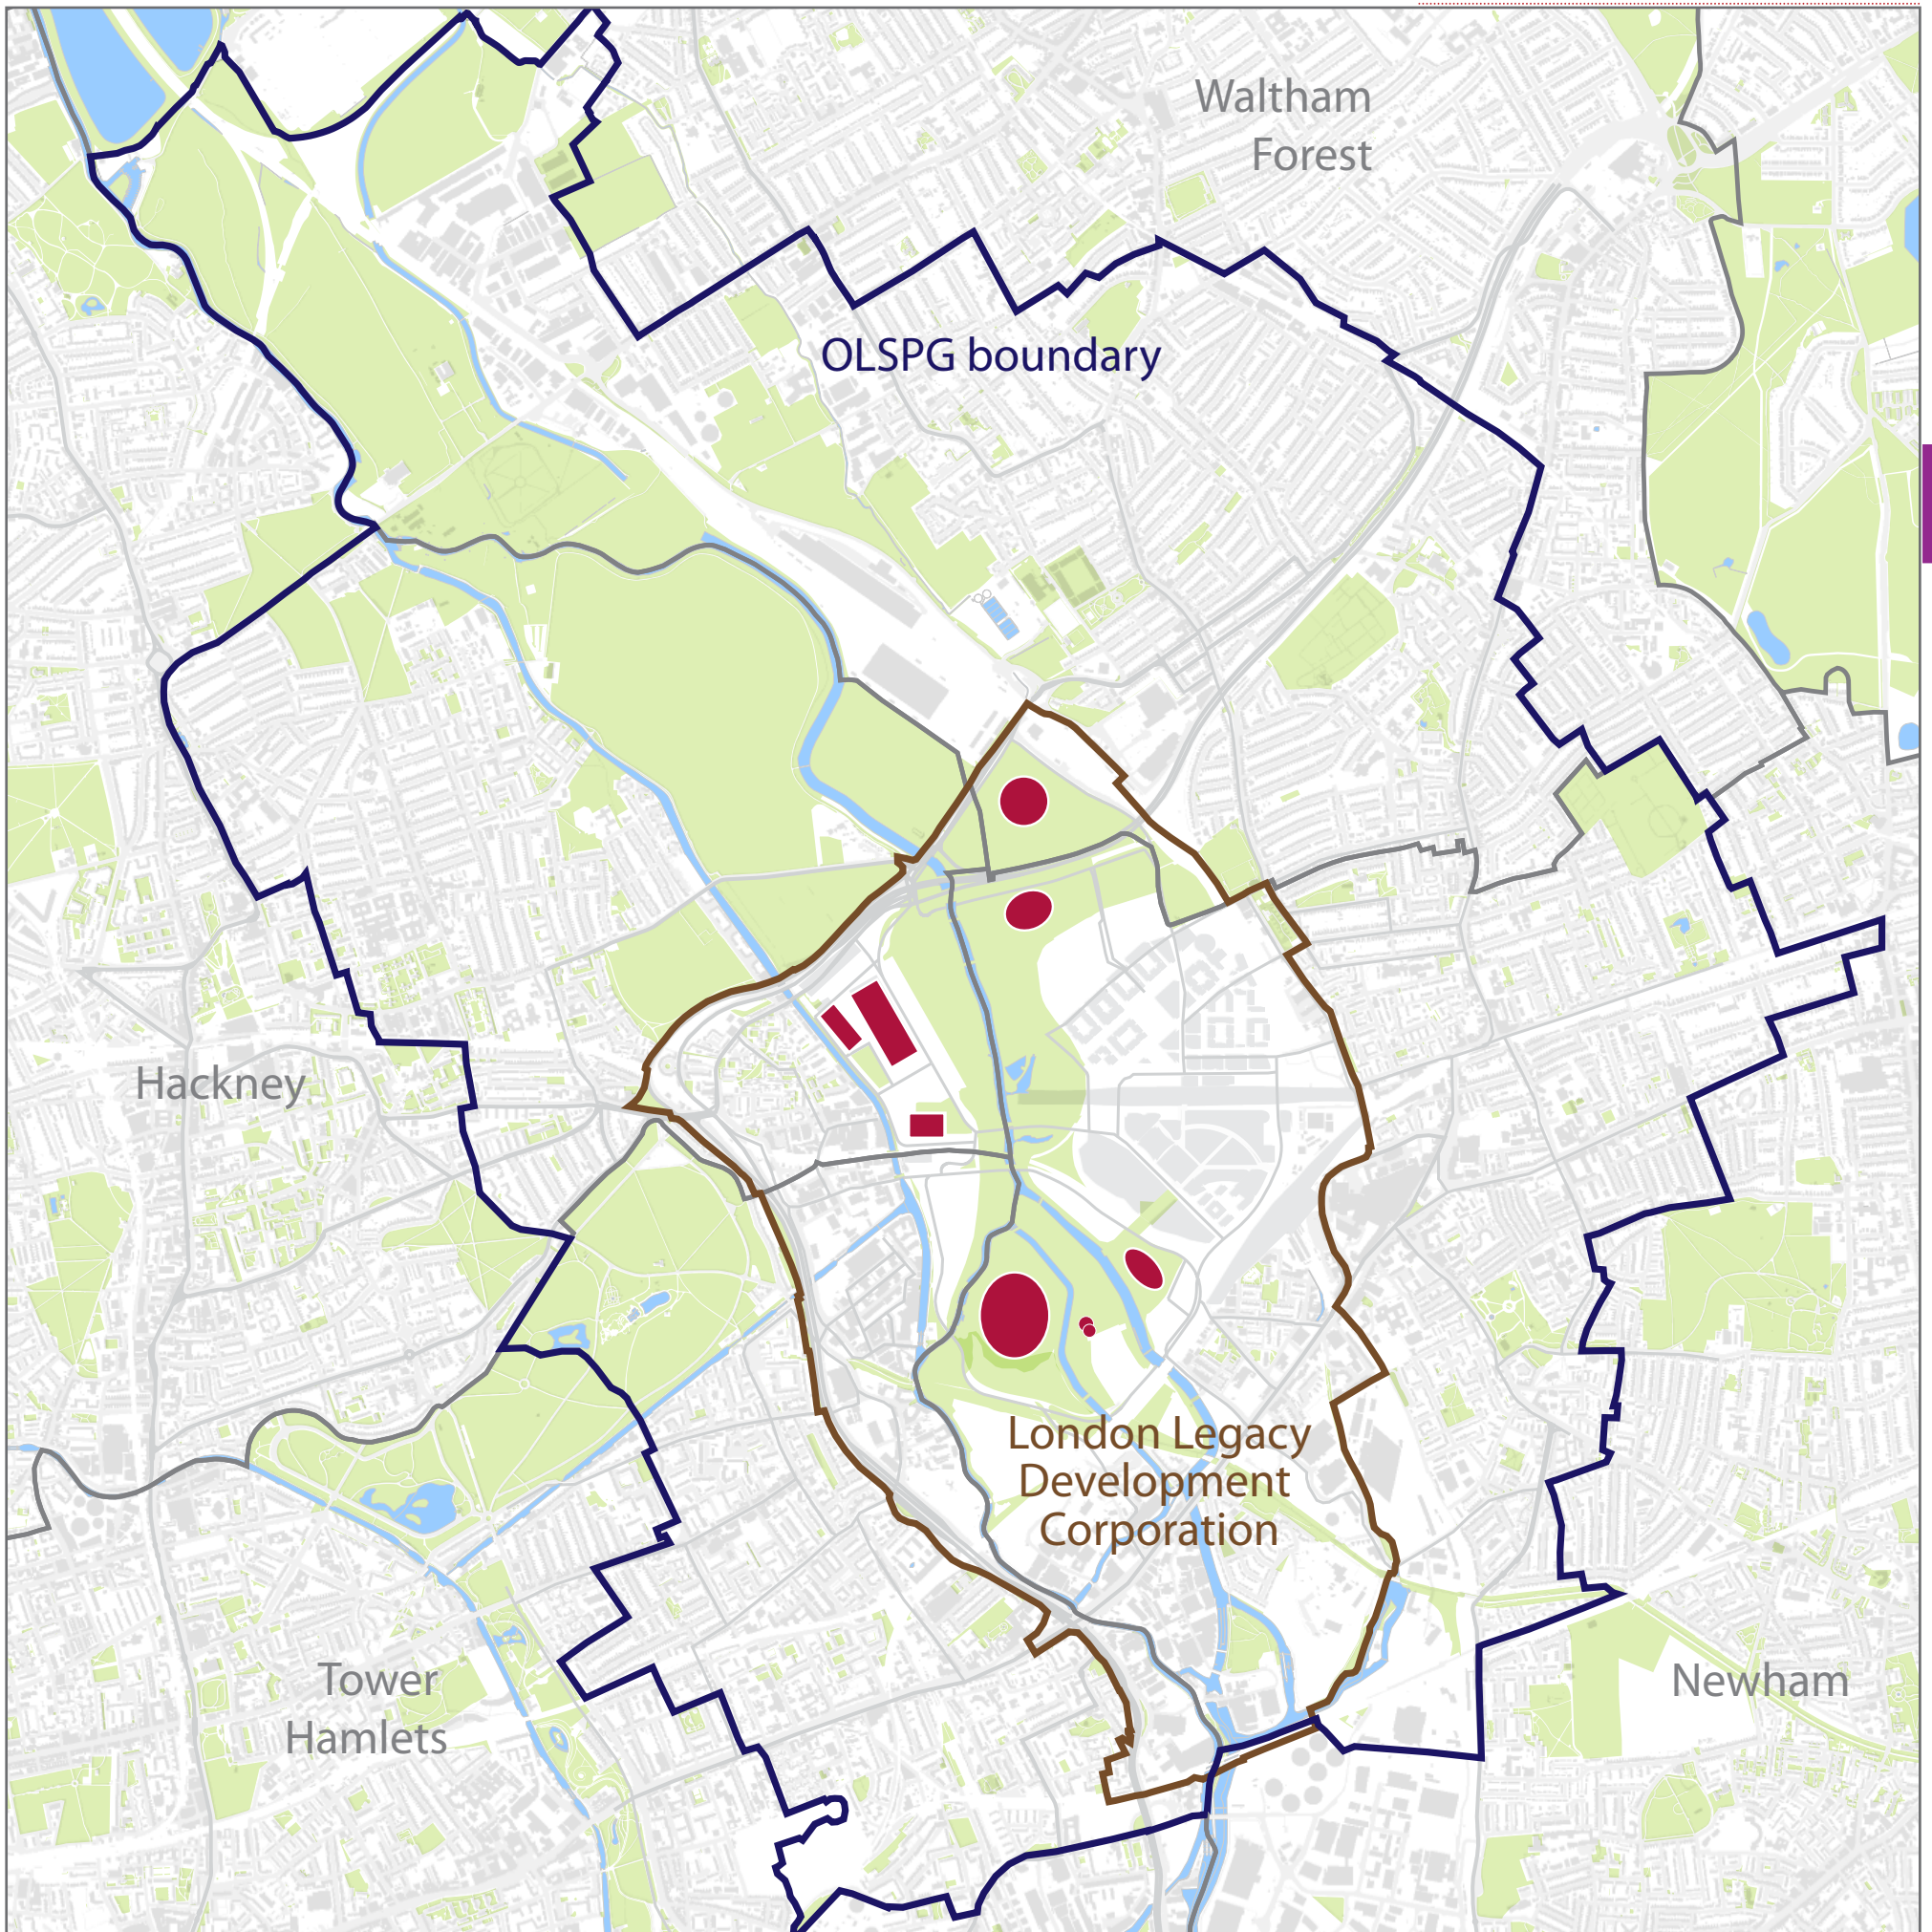 Waltham
Forest
OLSPG boundary
Hackney
London Legacy
Development
Corporation
Tower
Hamlets
Newham